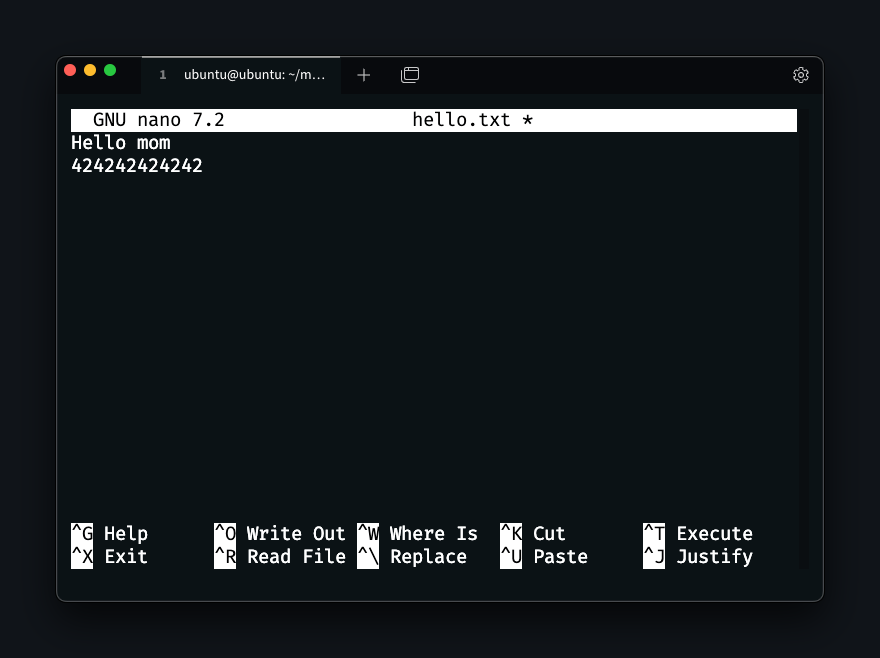 1 ubuntu@ubuntu: ~/m...
GNU nano 7.2 hello.txt *
Hello mom
424242424242
^G Help ^O Write Out ^W Where Is ^K Cut ^T Execute
^X Exit ^R Read File ^\ Replace ^U Paste ^J Justify